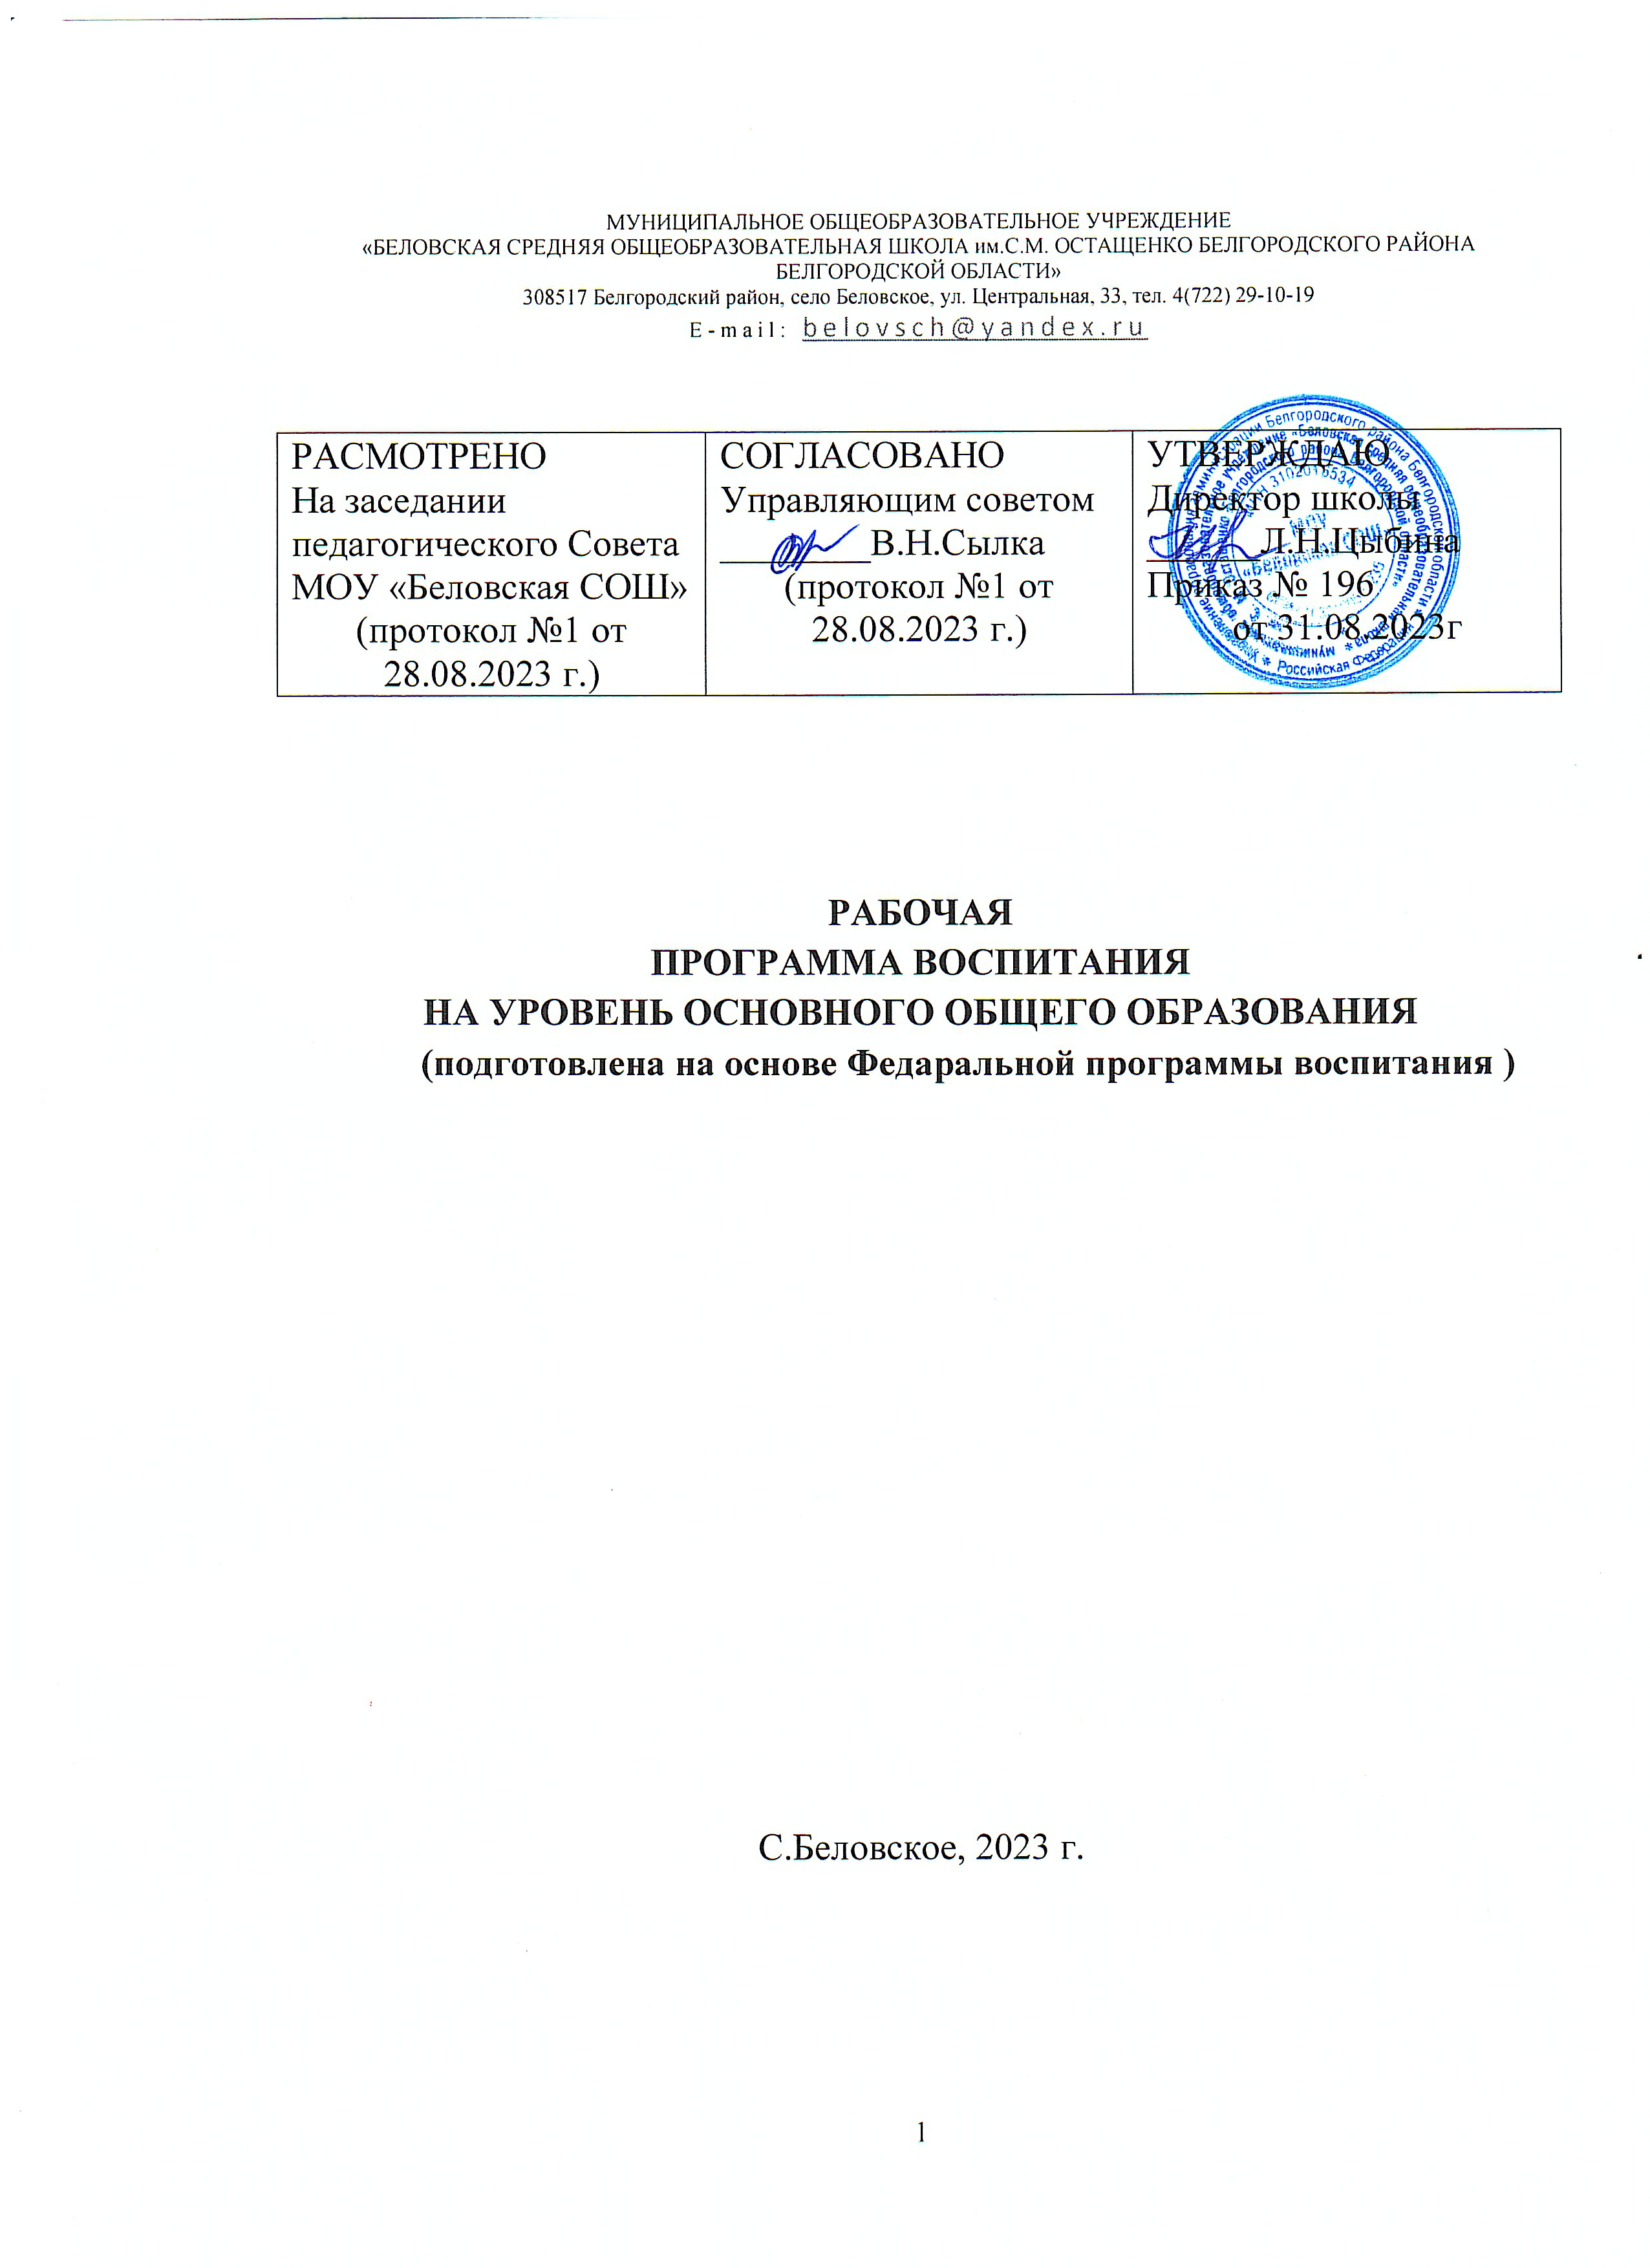 МУНИЦИПАЛЬНОЕ ОБЩЕОБРАЗОВАТЕЛЬНОЕ УЧРЕЖДЕНИЕ
«БЕЛОВСКАЯ СРЕДНЯЯ ОБЩЕОБРАЗОВАТЕЛЬНАЯ ШКОЛА им.С.М. ОСТАЩЕНКО БЕЛГОРОДСКОГО РАЙОНА
БЕЛГОРОДСКОЙ ОБЛАСТИ»
308517 Белгородский район, село Беловское, ул. Центральная, 33, тел. 4(722) 29-10-19
E-mail: belovsch@yandex.ru
РАСМОТРЕНО
На заседании
педагогического Совета
МОУ «Беловская СОШ»
(протокол №1 от
28.08.2023 г.)
СОГЛАСОВАНО
Управляющим советом
________В.Н.Сылка
(протокол №1 от
28.08.2023 г.)
УТВЕРЖДАЮ
Директор школы
______Л.Н.Цыбина
Приказ № 196
от 31.08.2023г
Российская Федерация
РАБОЧАЯ
ПРОГРАММА ВОСПИТАНИЯ
НА УРОВЕНЬ ОСНОВНОГО ОБЩЕГО ОБРАЗОВАНИЯ
(подготовлена на основе Федаральной программы воспитания )
С.Беловское, 2023 г.
1